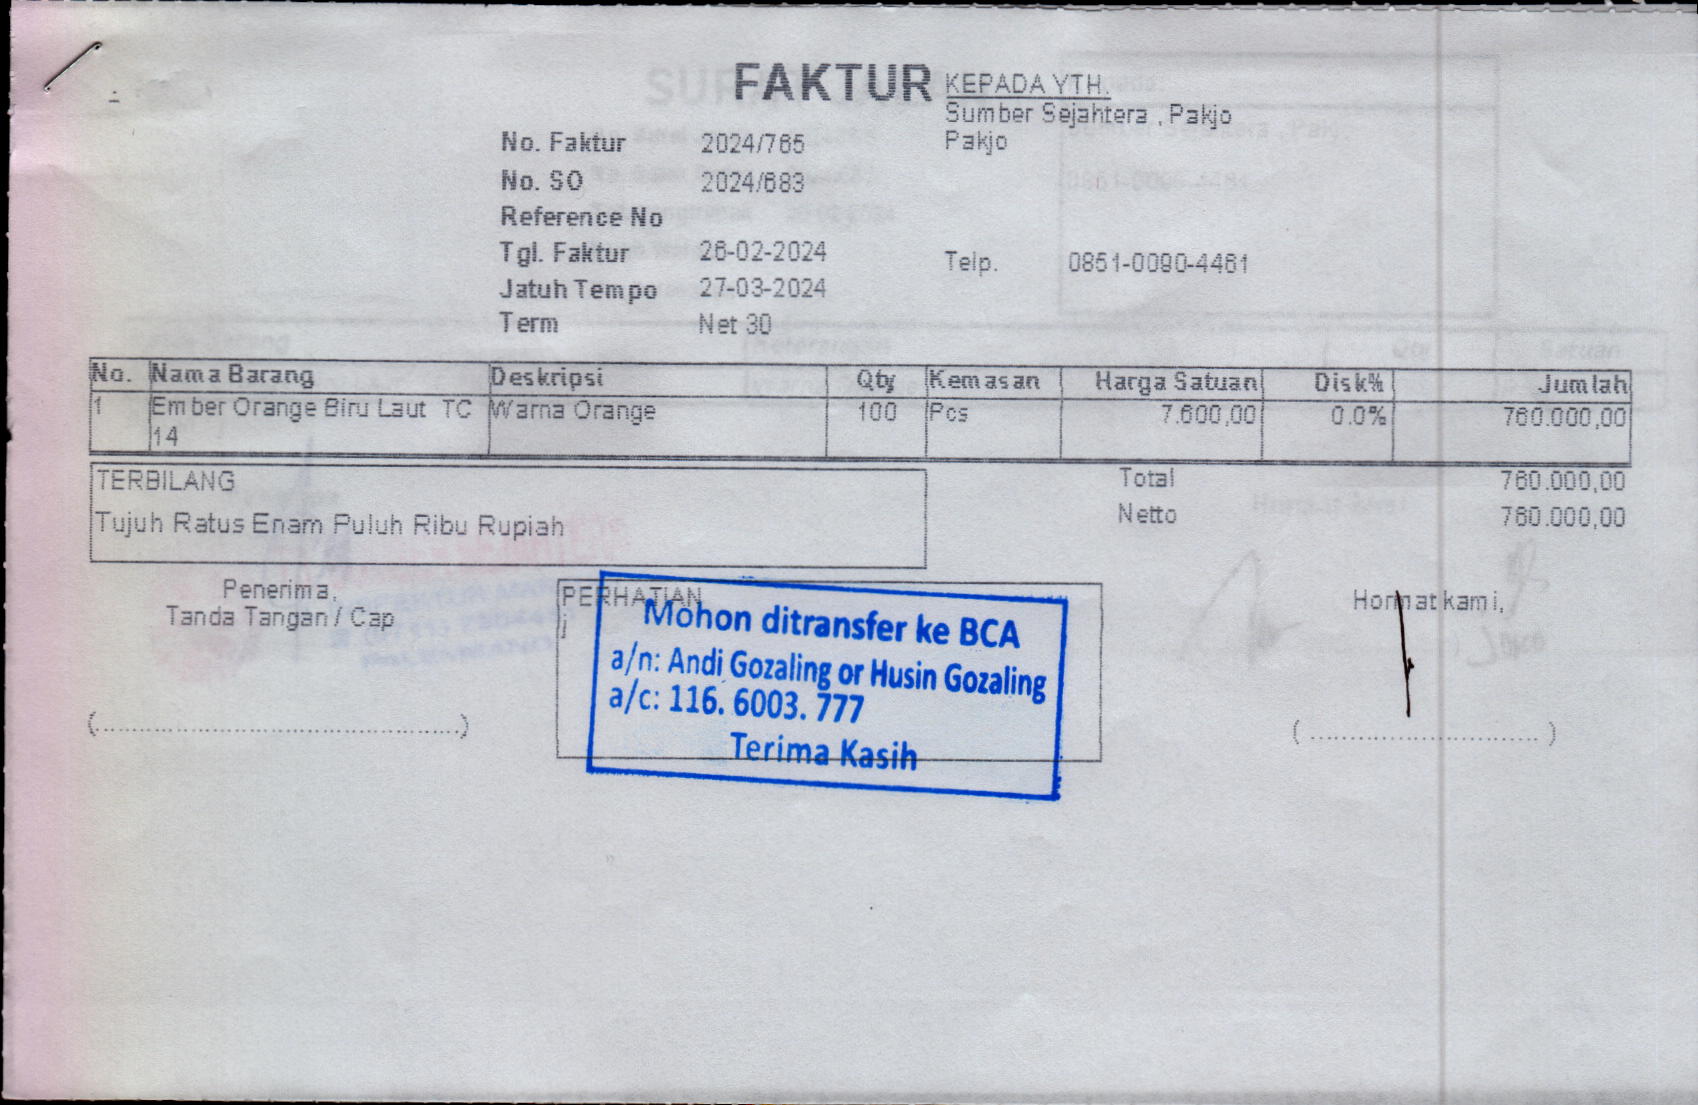 FAKTUR
KEPADA YTH.
Sumber Sejahtera , Pakjo
Pakjo
No. Faktur 2024/765
No. SO 2024/683
Reference No
Tgl. Faktur 26-02-2024
Jatuh Tempo 27-03-2024
Term Net 30
Telp. 0851-0090-4461
No. Nama Barang Deskripsi Qty Kemasan Harga Satuan Disk% Jumlah
1 Ember Orange Biru Laut TC Warna Orange 100 Pcs 7.600,00 0.0% 760.000,00
14
TERBILANG
Tujuh Ratus Enam Puluh Ribu Rupiah
Total 760.000,00
Netto 760.000,00
Penerima,
Tanda Tangan / Cap
(..........................................)
PERHATIAN
j
Mohon ditransfer ke BCA
a/n: Andi Gozaling or Husin Gozaling
a/c: 116. 6003. 777
Terima Kasih
Hormat kami,
( ............................ )